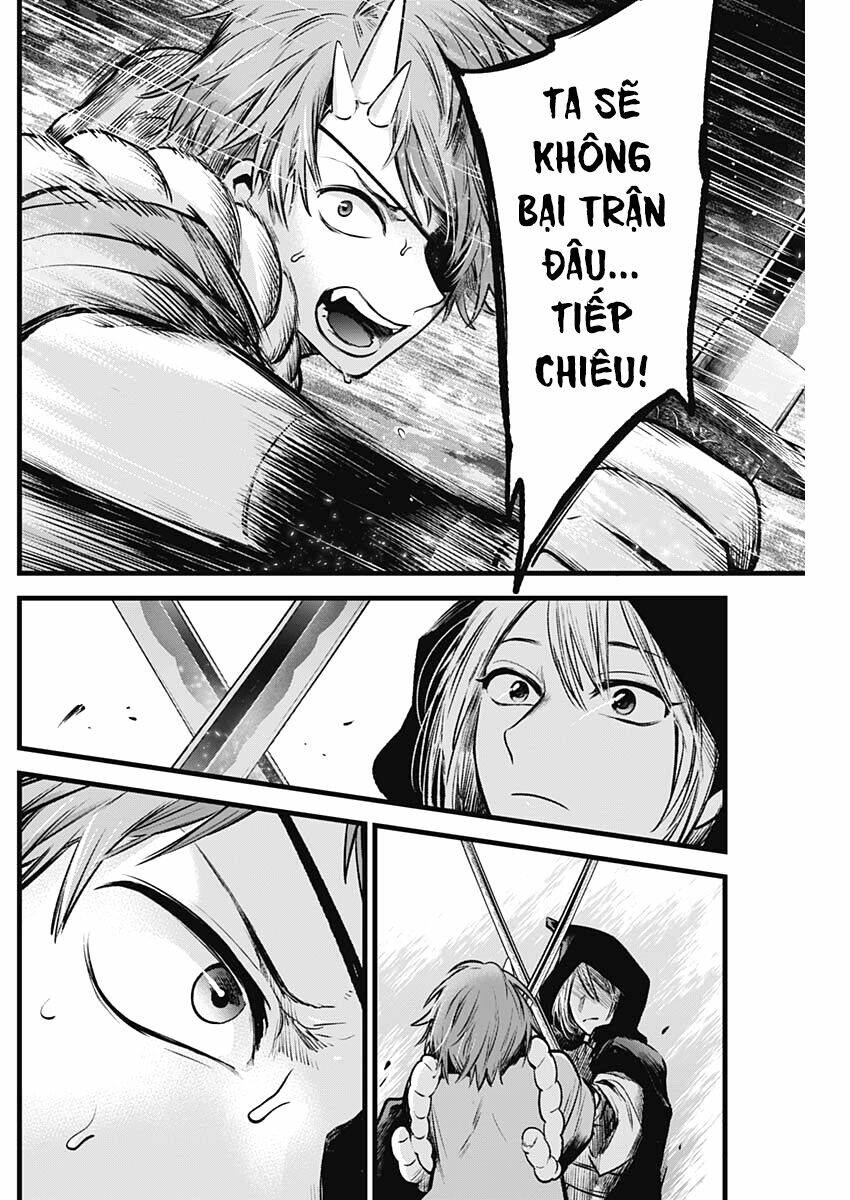 TA SẼ
KHÔNG
BẠI TRẬN
ĐÂU...
TIẾP
CHIÊU!